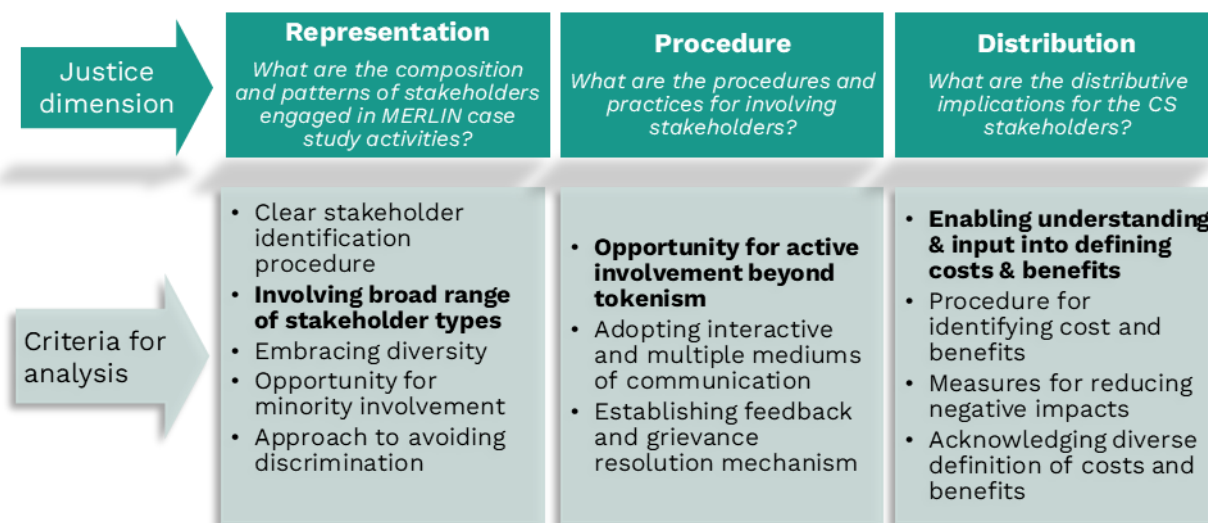 Justice
dimension
Representation
What are the composition
and patterns of stakeholders
engaged in MERLIN case
study activities?
Procedure
What are the procedures and
practices for involving
stakeholders?
Distribution
What are the distributive
implications for the CS
stakeholders?
Criteria for
analysis
• Clear stakeholder
identification
procedure
• Involving broad range
of stakeholder types
• Embracing diversity
• Opportunity for
minority involvement
• Approach to avoiding
discrimination
• Opportunity for active
involvement beyond
tokenism
• Adopting interactive
and multiple mediums
of communication
• Establishing feedback
and grievance
resolution mechanism
• Enabling understanding
& input into defining
costs & benefits
• Procedure for
identifying cost and
benefits
• Measures for reducing
negative impacts
• Acknowledging diverse
definition of costs and
benefits